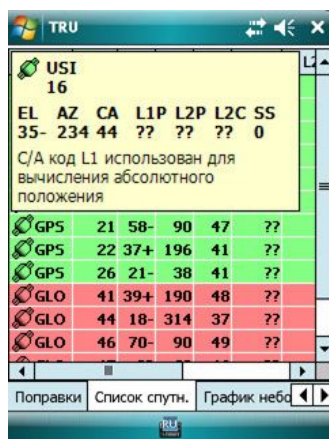 TRU
L2
USI
16
EL AZ CA L1P L2P L2C SS
35- 234 44 ?? ?? ?? 0
C/A код L1 использован для
вычисления абсолютного
положения
GPS 21 58- 90 47 ??
GPS 22 37+ 196 41 ??
GPS 26 21- 38 41 ??
GLO 41 39+ 190 48 ??
GLO 44 18- 314 37 ??
GLO 46 70- 90 49 ??
Поправки Список спутн. График небо
RU